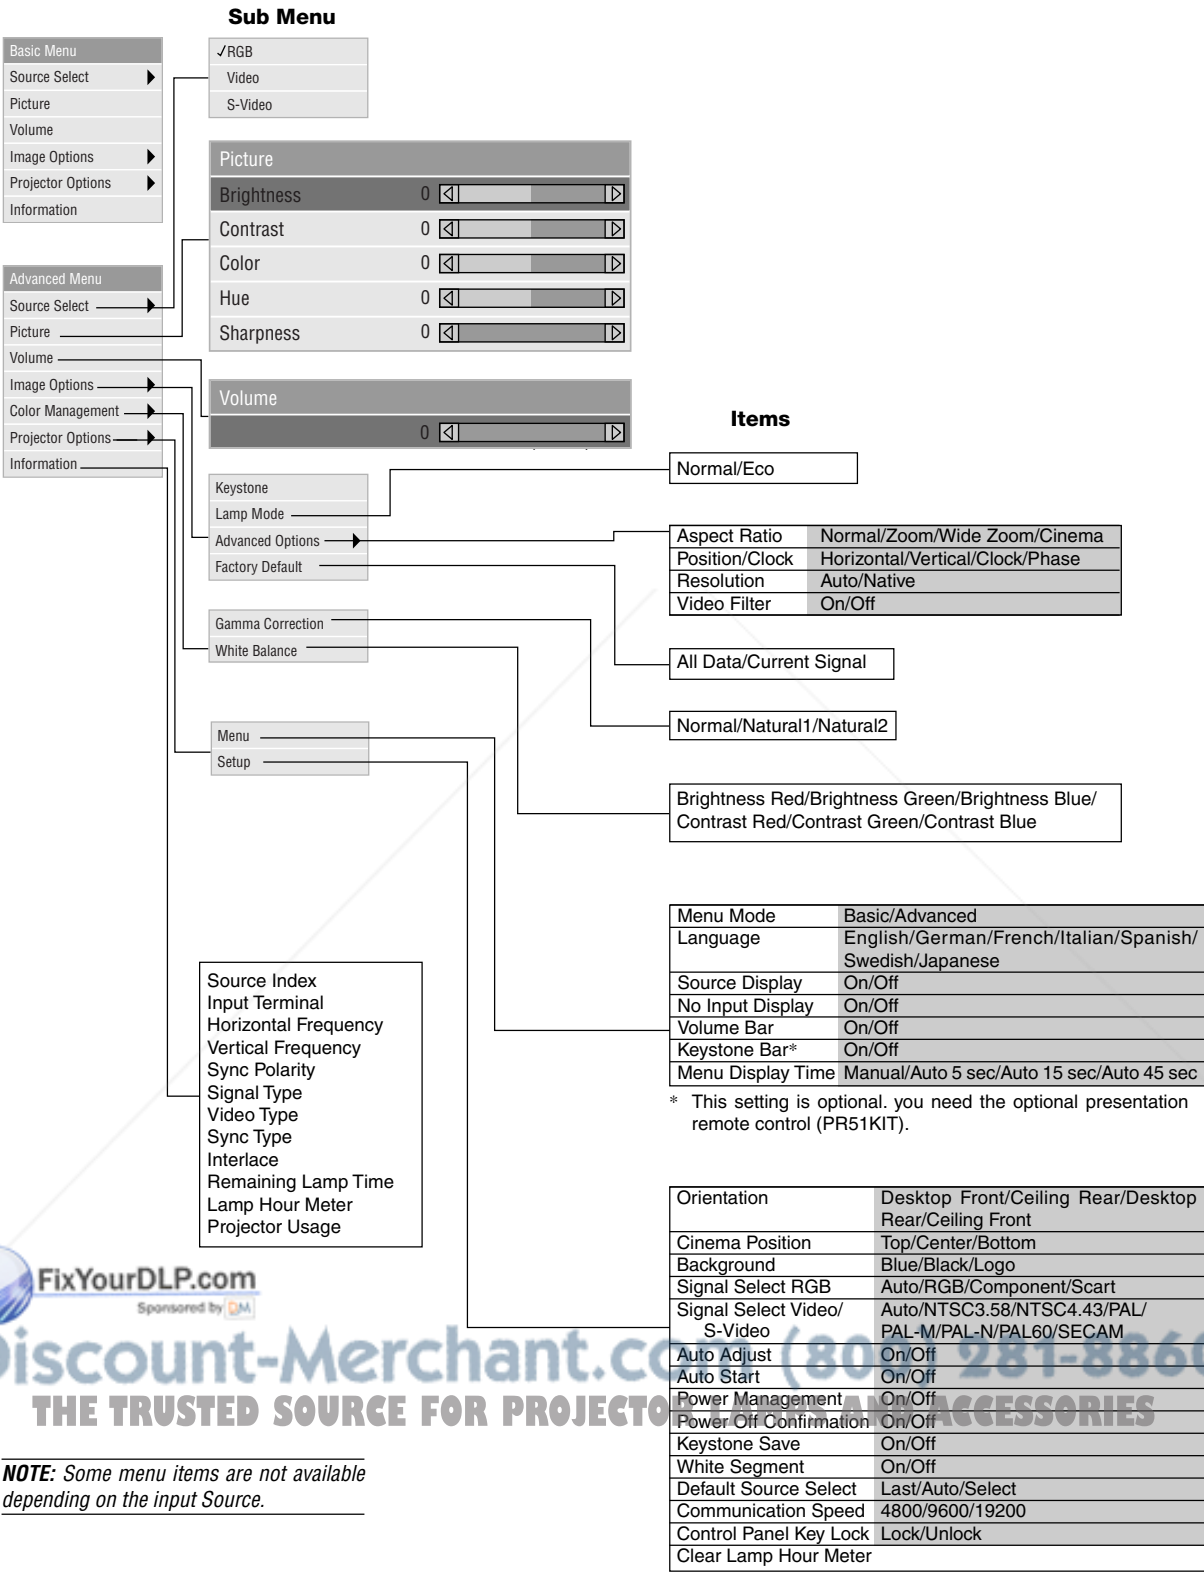 Sub Menu
Basic Menu
Source Select
Picture
Volume
Image Options
Projector Options
Information
✓RGB
Video
S-Video
Picture
Brightness 0
Contrast 0
Color 0
Hue 0
Sharpness 0
Advanced Menu
Source Select
Picture
Volume
Image Options
Color Management
Projector Options
Information
Volume
0
Items
Keystone
Lamp Mode
Advanced Options
Factory Default
Normal/Eco
Aspect Ratio Normal/Zoom/Wide Zoom/Cinema
Position/Clock Horizontal/Vertical/Clock/Phase
Resolution Auto/Native
Video Filter On/Off
Gamma Correction
White Balance
All Data/Current Signal
Normal/Natural1/Natural2
Menu
Setup
Brightness Red/Brightness Green/Brightness Blue/
Contrast Red/Contrast Green/Contrast Blue
Menu Mode Basic/Advanced
Language English/German/French/Italian/Spanish/
Swedish/Japanese
Source Display On/Off
No Input Display On/Off
Volume Bar On/Off
Keystone Bar* On/Off
Menu Display Time Manual/Auto 5 sec/Auto 15 sec/Auto 45 sec
* This setting is optional. you need the optional presentation
remote control (PR51KIT).
Source Index
Input Terminal
Horizontal Frequency
Vertical Frequency
Sync Polarity
Signal Type
Video Type
Sync Type
Interlace
Remaining Lamp Time
Lamp Hour Meter
Projector Usage
Orientation Desktop Front/Ceiling Rear/Desktop
Rear/Ceiling Front
Cinema Position Top/Center/Bottom
Background Blue/Black/Logo
Signal Select RGB Auto/RGB/Component/Scart
Signal Select Video/ Auto/NTSC3.58/NTSC4.43/PAL/
S-Video PAL-M/PAL-N/PAL60/SECAM
Auto Adjust On/Off
Auto Start On/Off
Power Management On/Off
Power Off Confirmation On/Off
Keystone Save On/Off
White Segment On/Off
Default Source Select Last/Auto/Select
Communication Speed 4800/9600/19200
Control Panel Key Lock Lock/Unlock
Clear Lamp Hour Meter
FixYourDLP.com
Sponsored by DM
Discount-Merchant.com (800) 281-8860
THE TRUSTED SOURCE FOR PROJECTOR LAMPS AND ACCESSORIES
NOTE: Some menu items are not available
depending on the input Source.